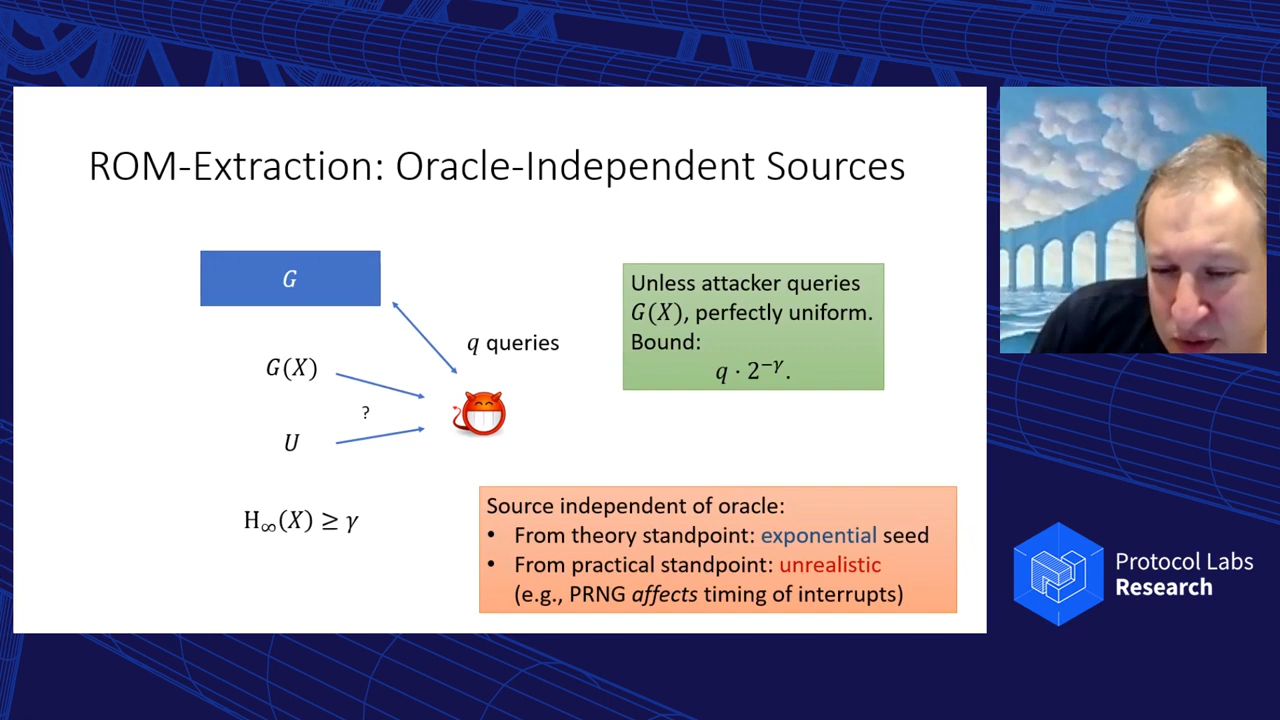 ROM-Extraction: Oracle-Independent Sources
G
q queries
G(X)
?
U
H∞(X) ≥ γ
Unless attacker queries
G(X), perfectly uniform.
Bound:
q · 2^−γ.
Source independent of oracle:
• From theory standpoint: exponential seed
• From practical standpoint: unrealistic
(e.g., PRNG affects timing of interrupts)
Protocol Labs
Research